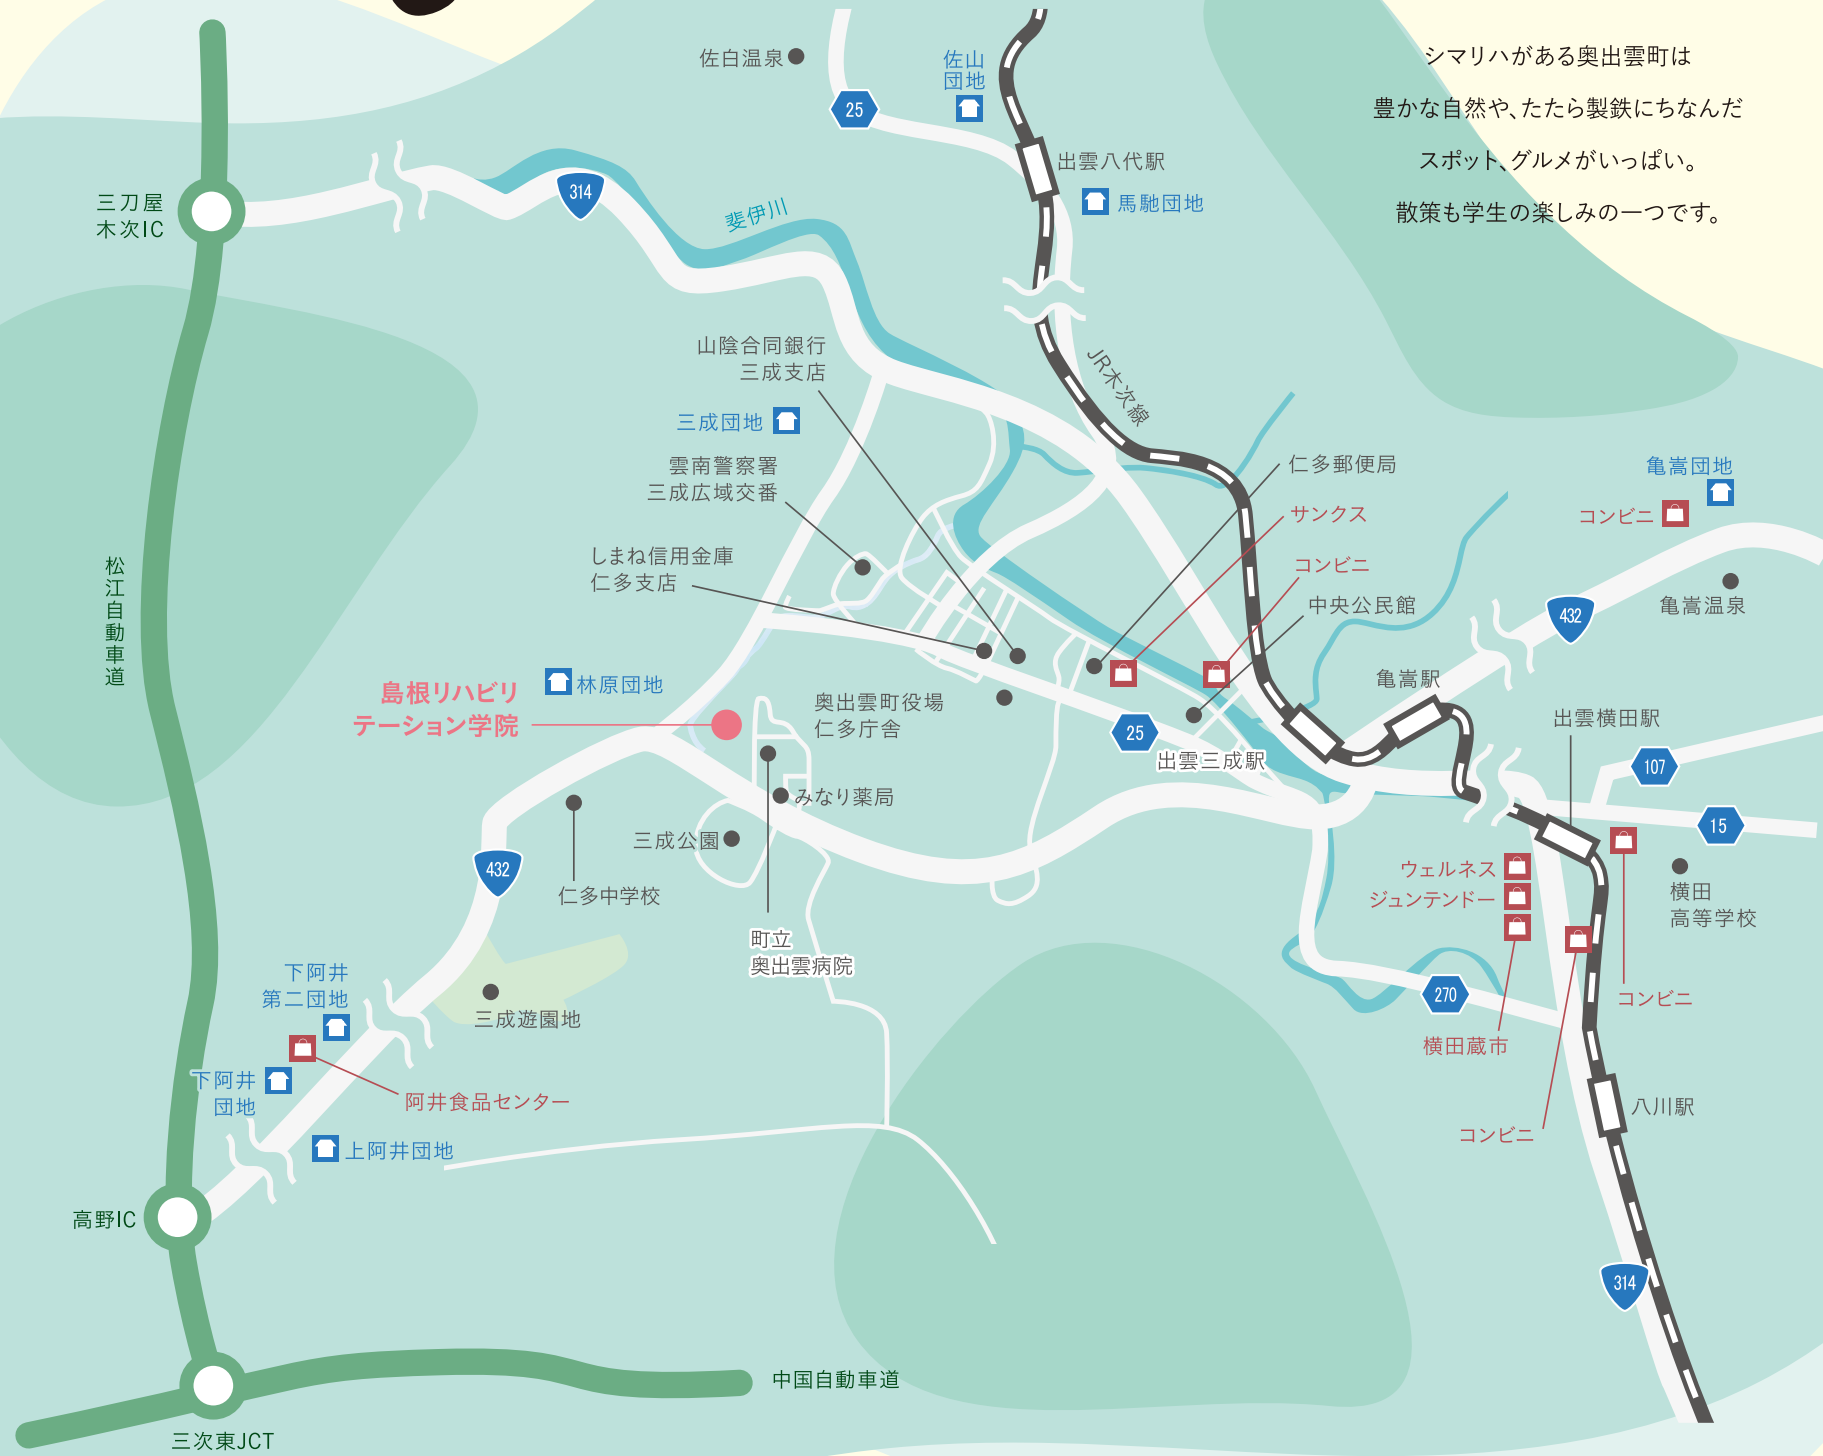 シマリハがある奥出雲町は
豊かな自然や、たたら製鉄にちなんだ
スポット、グルメがいっぱい。
散策も学生の楽しみの一つです。
佐白温泉
佐山
団地
25
出雲八代駅
馬馳団地
三刀屋
木次IC
314
斐伊川
山陰合同銀行
三成支店
JR木次線
三成団地
雲南警察署
三成広域交番
仁多郵便局
サンクス
亀嵩団地
コンビニ
しまね信用金庫
仁多支店
コンビニ
中央公民館
亀嵩温泉
432
松江自動車道
林原団地
島根リハビリ
テーション学院
奥出雲町役場
仁多庁舎
25
出雲三成駅
亀嵩駅
出雲横田駅
107
15
みなり薬局
三成公園
432
仁多中学校
ウェルネス
ジュンテンドー
横田
高等学校
町立
奥出雲病院
下阿井
第二団地
三成遊園地
270
コンビニ
横田蔵市
下阿井
団地
阿井食品センター
上阿井団地
コンビニ
八川駅
高野IC
314
中国自動車道
三次東JCT